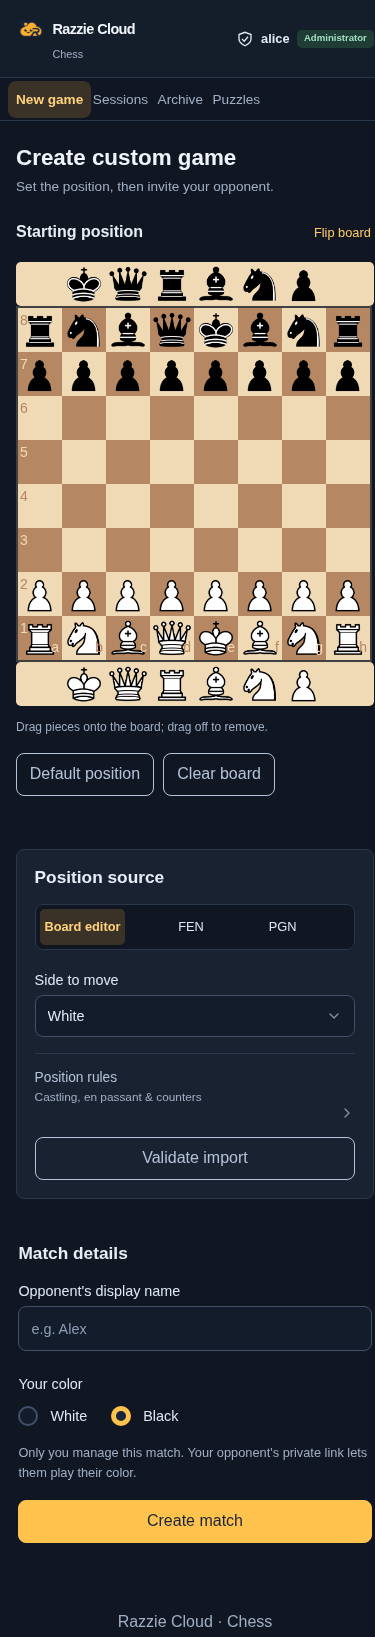 Razzie Cloud
Chess
alice Administrator
New game Sessions Archive Puzzles
Create custom game
Set the position, then invite your opponent.
Starting position Flip board
8
7
6
5
4
3
2
1 a b c d e f g h
Drag pieces onto the board; drag off to remove.
Default position Clear board
Position source
Board editor FEN PGN
Side to move
White
Position rules
Castling, en passant & counters
Validate import
Match details
Opponent's display name
e.g. Alex
Your color
White Black
Only you manage this match. Your opponent's private link lets
them play their color.
Create match
Razzie Cloud · Chess